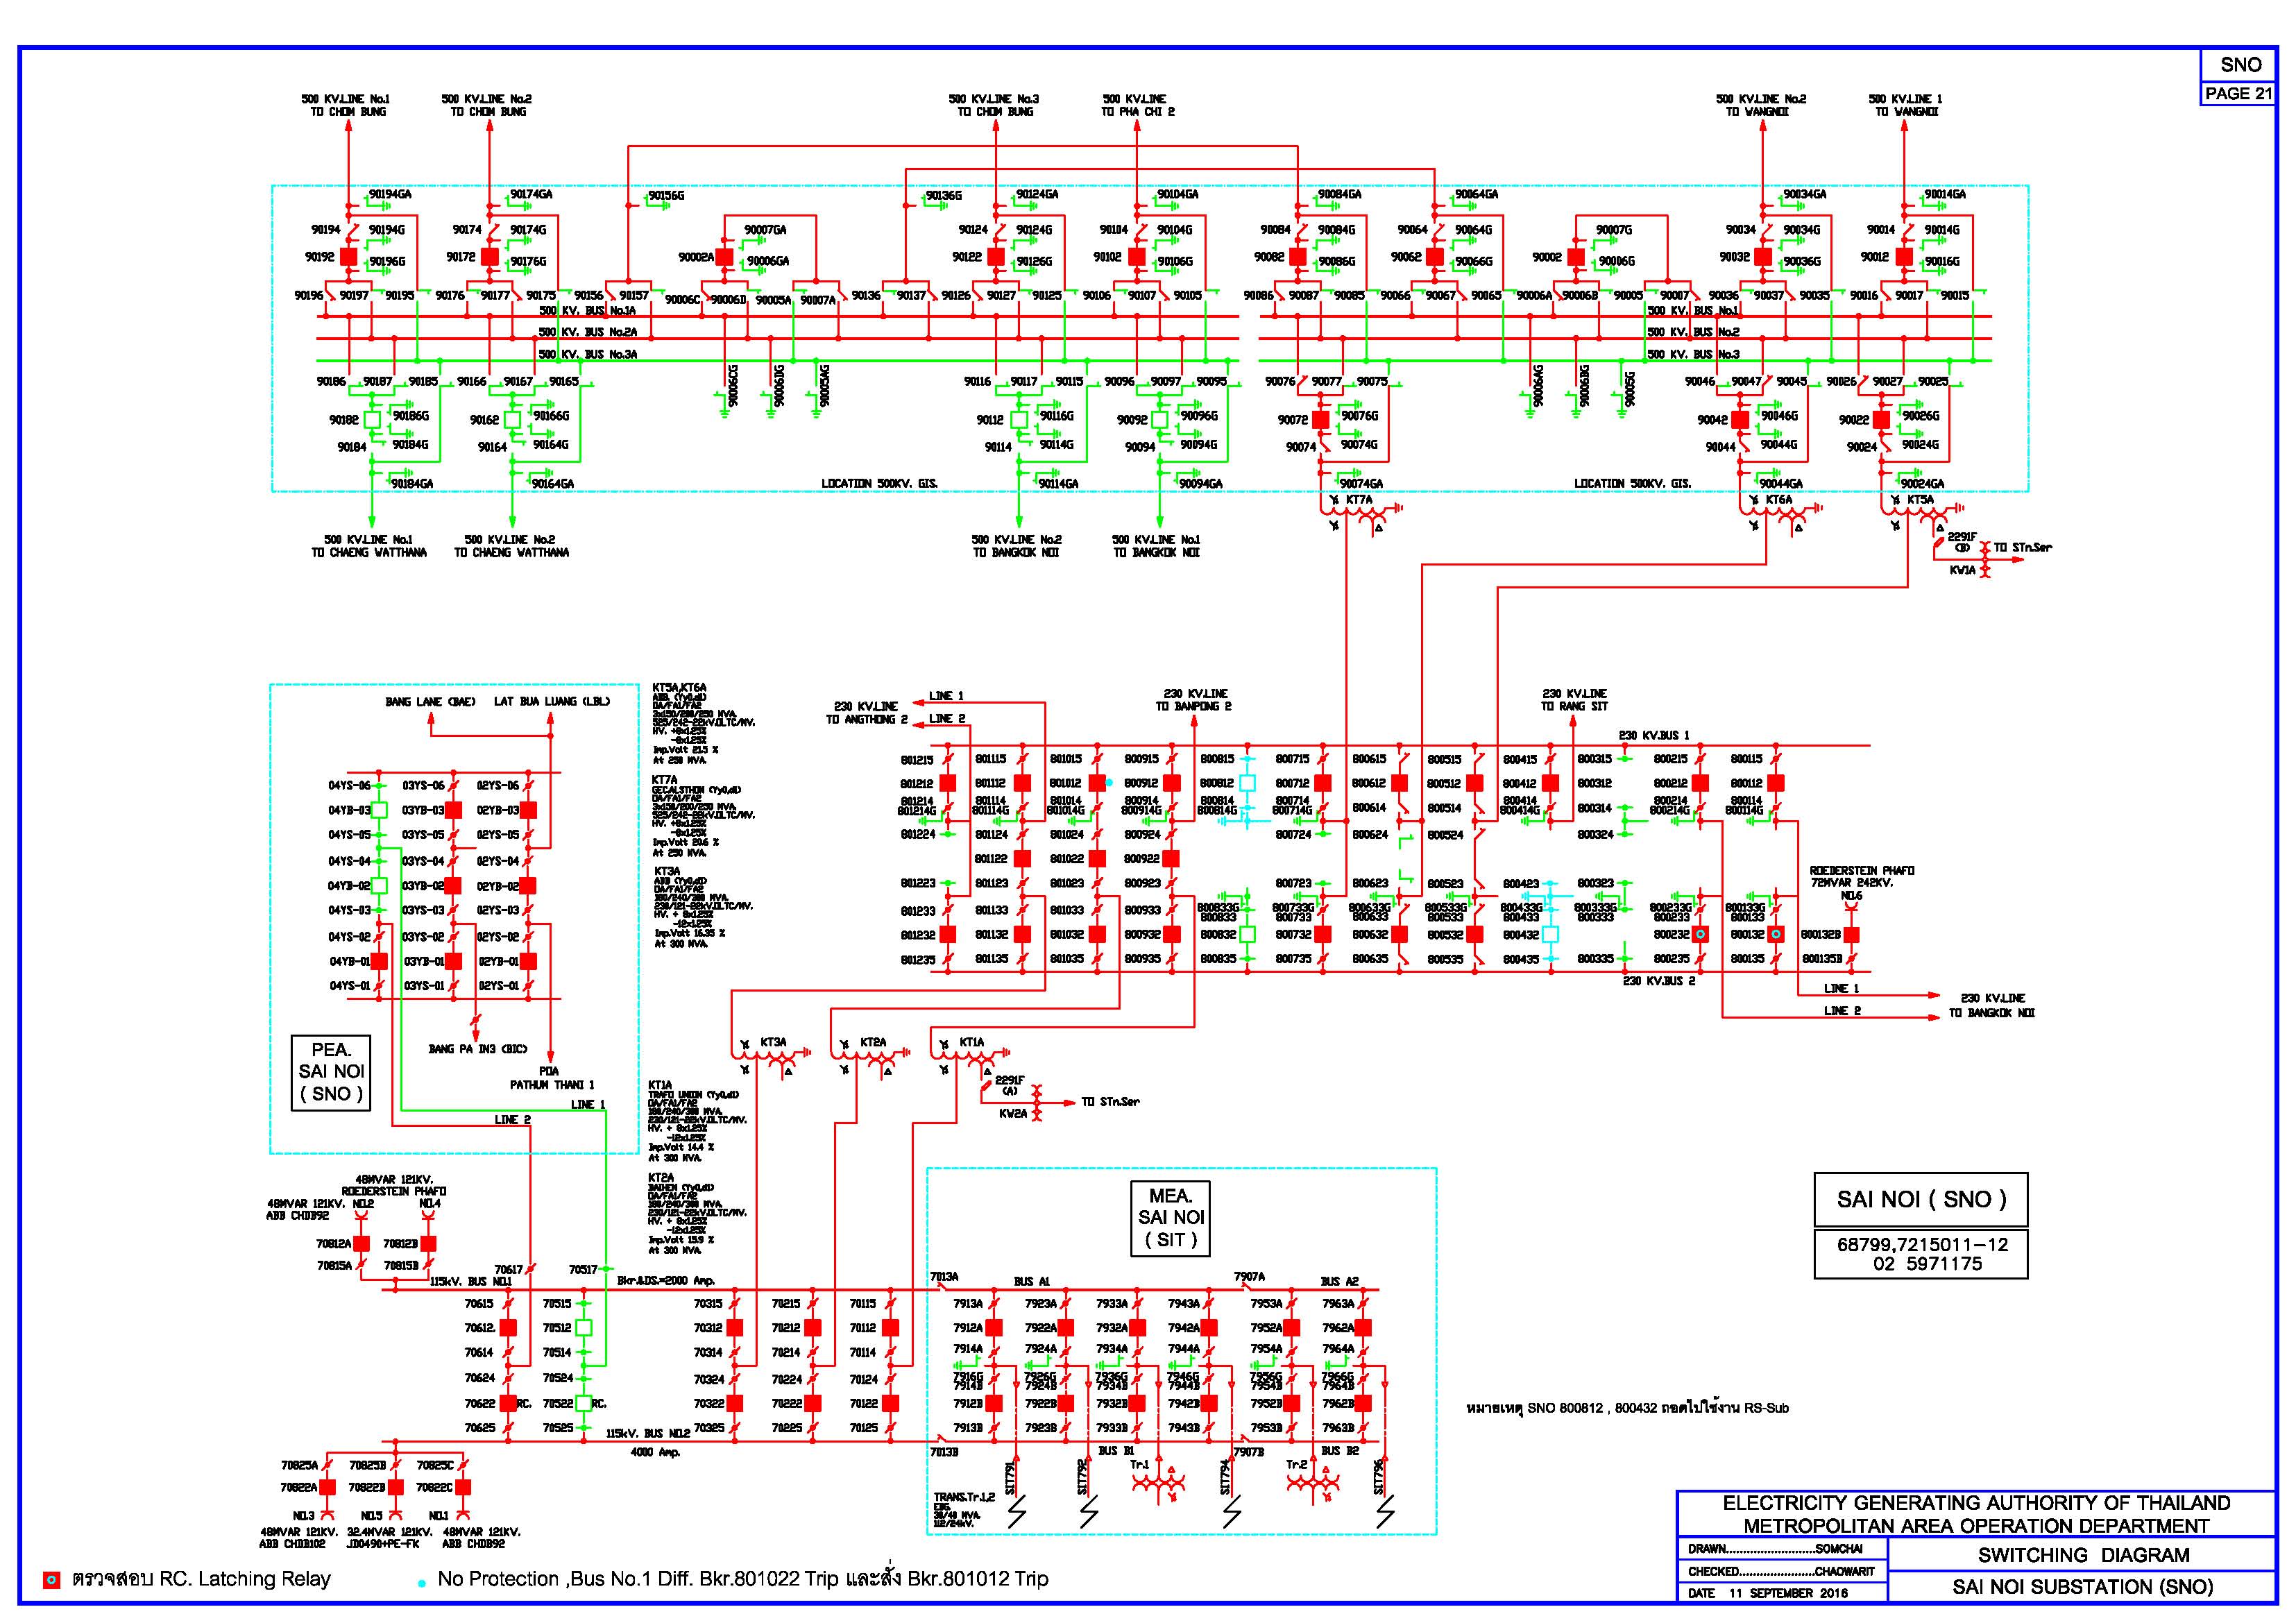 SNO
PAGE 21
500 KV.LINE No.1
TO CHOM BUNG
500 KV.LINE No.2
TO CHOM BUNG
500 KV.LINE No.3
TO CHOM BUNG
500 KV.LINE
TO PHA CHI 2
500 KV.LINE No.2
TO WANGNOI
500 KV.LINE 1
TO WANGNOI
90194GA 90174GA 90156G 90136G 90124GA 90104GA 90084GA 90064GA 90034GA 90014GA
90194 90194G 90174 90174G 90007GA 90124 90124G 90104 90104G 90084 90084G 90064 90064G 90007G 90034 90034G 90014 90014G
90192 90196G 90172 90176G 90002A 90006GA 90122 90126G 90102 90106G 90082 90086G 90062 90066G 90002 90006G 90032 90036G 90012 90016G
90196 90197 90195 90176 90177 90175 90156 90157 90006C 90006D 90005A 90007A 90136 90137 90126 90127 90125 90106 90107 90105 90086 90087 90085 90066 90067 90065 90006A 90006B 90005 90007 90036 90037 90035 90016 90017 90015
500 KV. BUS No.1A 500 KV. BUS No.1
500 KV. BUS No.2A 500 KV. BUS No.2
500 KV. BUS No.3A 500 KV. BUS No.3
90186 90187 90185 90166 90167 90165 90006CG 90006DG 90005AG 90116 90117 90115 90096 90097 90095 90076 90077 90075 90006AG 90006BG 90005G 90046 90047 90045 90026 90027 90025
90182 90186G 90162 90166G 90112 90116G 90092 90096G 90072 90076G 90042 90046G 90022 90026G
90184 90184G 90164 90164G 90114 90114G 90094 90094G 90074 90074G 90044 90044G 90024 90024G
90184GA 90164GA LOCATION 500KV. GIS. 90114GA 90094GA 90074GA LOCATION 500KV. GIS. 90044GA 90024GA
KT7A KT6A KT5A
500 KV.LINE No.1
TO CHAENG WATTHANA
500 KV.LINE No.2
TO CHAENG WATTHANA
500 KV.LINE No.2
TO BANGKOK NOI
500 KV.LINE No.1
TO BANGKOK NOI
2291F
(B)
TO STn.Ser
KW1A
BANG LANE (BAE) LAT BUA LUANG (LBL)
04YS-06 03YS-06 02YS-06
04YB-03 03YB-03 02YB-03
04YS-05 03YS-05 02YS-05
04YS-04 03YS-04 02YS-04
04YB-02 03YB-02 02YB-02
04YS-03 03YS-03 02YS-03
04YS-02 03YS-02 02YS-02
04YB-01 03YB-01 02YB-01
04YS-01 03YS-01 02YS-01
BANG PA IN3 (BIC)
POA
PATHUM THANI 1
PEA.
SAI NOI
( SNO )
LINE 1
LINE 2
KT5A,KT6A
ABB. (Yy0,d1)
OA/FA1/FA2
525/242-22kV.OLTC/MV.
HV. +8x1.25%
-8x1.25%
Imp.Volt 21.5 %
At 250 MVA.
KT7A
GEC.ALSTHOM (Yy0,d1)
OA/FA1/FA2
525/242-22kV.OLTC/MV.
HV. +8x1.25%
-8x1.25%
Imp.Volt 20.6 %
At 250 MVA.
KT3A
ABB (Yy0,d1)
OA/FA1/FA2
180/240/300 MVA.
230/121-22kV.OLTC/MV.
HV. + 8x1.25%
-12x1.25%
Imp.Volt 16.35 %
At 300 MVA.
KT1A
TRAFO UNION (Yy0,d1)
OA/FA1/FA2
180/240/300 MVA.
230/121-22kV.OLTC/MV.
HV. + 8x1.25%
-12x1.25%
Imp.Volt 14.4 %
At 300 MVA.
KT2A
DAIHEN (Yy0,d1)
OA/FA1/FA2
180/240/300 MVA.
230/121-22kV.OLTC/MV.
HV. + 8x1.25%
-12x1.25%
Imp.Volt 15.9 %
At 300 MVA.
230 KV.LINE
TO ANGTHONG 2
LINE 1
LINE 2
230 KV.LINE
TO BANPONG 2
230 KV.LINE
TO RANG SIT
230 KV.BUS 1
801215 801115 801015 800915 800815 800715 800615 800515 800415 800315 800215 800115
801212 801112 801012 800912 800812 800712 800612 800512 800412 800312 800212 800112
801214 801114 801014 800914 800814 800714 800614 800514 800414 800314 800214 800114
801214G 801114G 801014G 800914G 800814G 800714G 800414G 800214G 800114G
801224 801124 801024 800924 800724 800624 800524 800324
801122 801022 800922
801223 801123 801023 800923 800723 800623 800523 800423 800323
800833G 800733G 800633G 800533G 800433G 800333G 800233G 800133G
801233 801133 801033 800933 800833 800733 800633 800533 800433 800333 800233 800133
801232 801132 801032 800932 800832 800732 800632 800532 800432 800232 800132 800132B
801235 801135 801035 800935 800835 800735 800635 800535 800435 800335 800235 800135 800135B
ROEDERSTEIN PHAFO
72MVAR 242KV.
NO.6
230 KV.BUS 2
LINE 1
LINE 2
230 KV.LINE
TO BANGKOK NOI
KT3A KT2A KT1A
2291F
(A)
KW2A
TO STn.Ser
48MVAR 121KV.
ROEDERSTEIN PHAFO
NO.4
48MVAR 121KV. NO.2
ABB CHDB92
70812A 70812B
70815A 70815B
70617 70517
115kV. BUS NO.1
Bkr.&DS.=2000 Amp.
70615 70515 70315 70215 70115
70612. 70512 70312 70212 70112
70614 70514 70314 70214 70114
70624 70524 70324 70224 70124
70622 RC. 70522 RC. 70322 70222 70122
70625 70525 70325 70225 70125
115kV. BUS NO.2
4000 Amp.
70825A 70825B 70825C
70822A 70822B 70822C
NO.3 NO.5 NO.1
48MVAR 121KV. 32.4MVAR 121KV. 48MVAR 121KV.
ABB CHDB102 JD0490+PE-FK ABB CHDB92
MEA.
SAI NOI
( SIT )
7013A BUS A1 7907A BUS A2
7913A 7923A 7933A 7943A 7953A 7963A
7912A 7922A 7932A 7942A 7952A 7962A
7914A 7924A 7934A 7944A 7954A 7964A
7916G 7926G 7936G 7946G 7956G 7966G
7914B 7924B 7934B 7944B 7954B 7964B
7912B 7922B 7932B 7942B 7952B 7962B
7913B 7923B 7933B 7943B 7953B 7963B
7013B BUS B1 7907B BUS B2
SIT791 SIT792 Tr.1 SIT794 Tr.2 SIT796
TRANS.Tr.1,2
112/24kV.
SAI NOI ( SNO )
68799,7215011-12
02 5971175
หมายเหตุ SNO 800812 , 800432 ถอดไปใช้งาน RS-Sub
ตรวจสอบ RC. Latching Relay
No Protection ,Bus No.1 Diff. Bkr.801022 Trip และสั่ง Bkr.801012 Trip
ELECTRICITY GENERATING AUTHORITY OF THAILAND
METROPOLITAN AREA OPERATION DEPARTMENT
DRAWN..........................SOMCHAI
CHECKED......................CHAOWARIT
DATE 11 SEPTEMBER 2016
SWITCHING DIAGRAM
SAI NOI SUBSTATION (SNO)